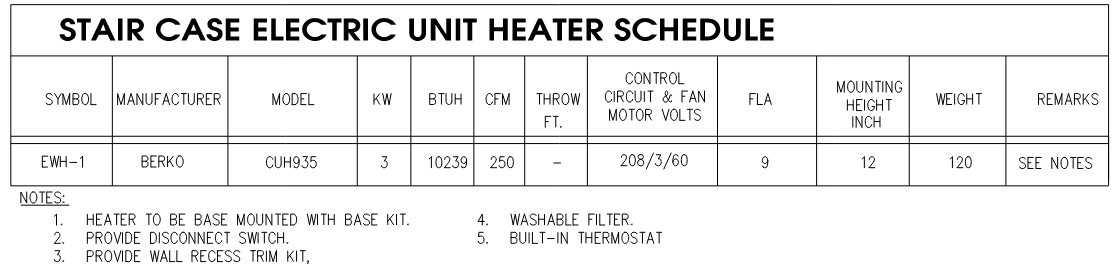 STAIR CASE ELECTRIC UNIT HEATER SCHEDULE
SYMBOL MANUFACTURER MODEL KW BTUH CFM THROW FT. CONTROL CIRCUIT & FAN MOTOR VOLTS FLA MOUNTING HEIGHT INCH WEIGHT REMARKS
EWH-1 BERKO CUH935 3 10239 250 - 208/3/60 9 12 120 SEE NOTES
NOTES:
1. HEATER TO BE BASE MOUNTED WITH BASE KIT.
2. PROVIDE DISCONNECT SWITCH.
3. PROVIDE WALL RECESS TRIM KIT,
4. WASHABLE FILTER.
5. BUILT-IN THERMOSTAT